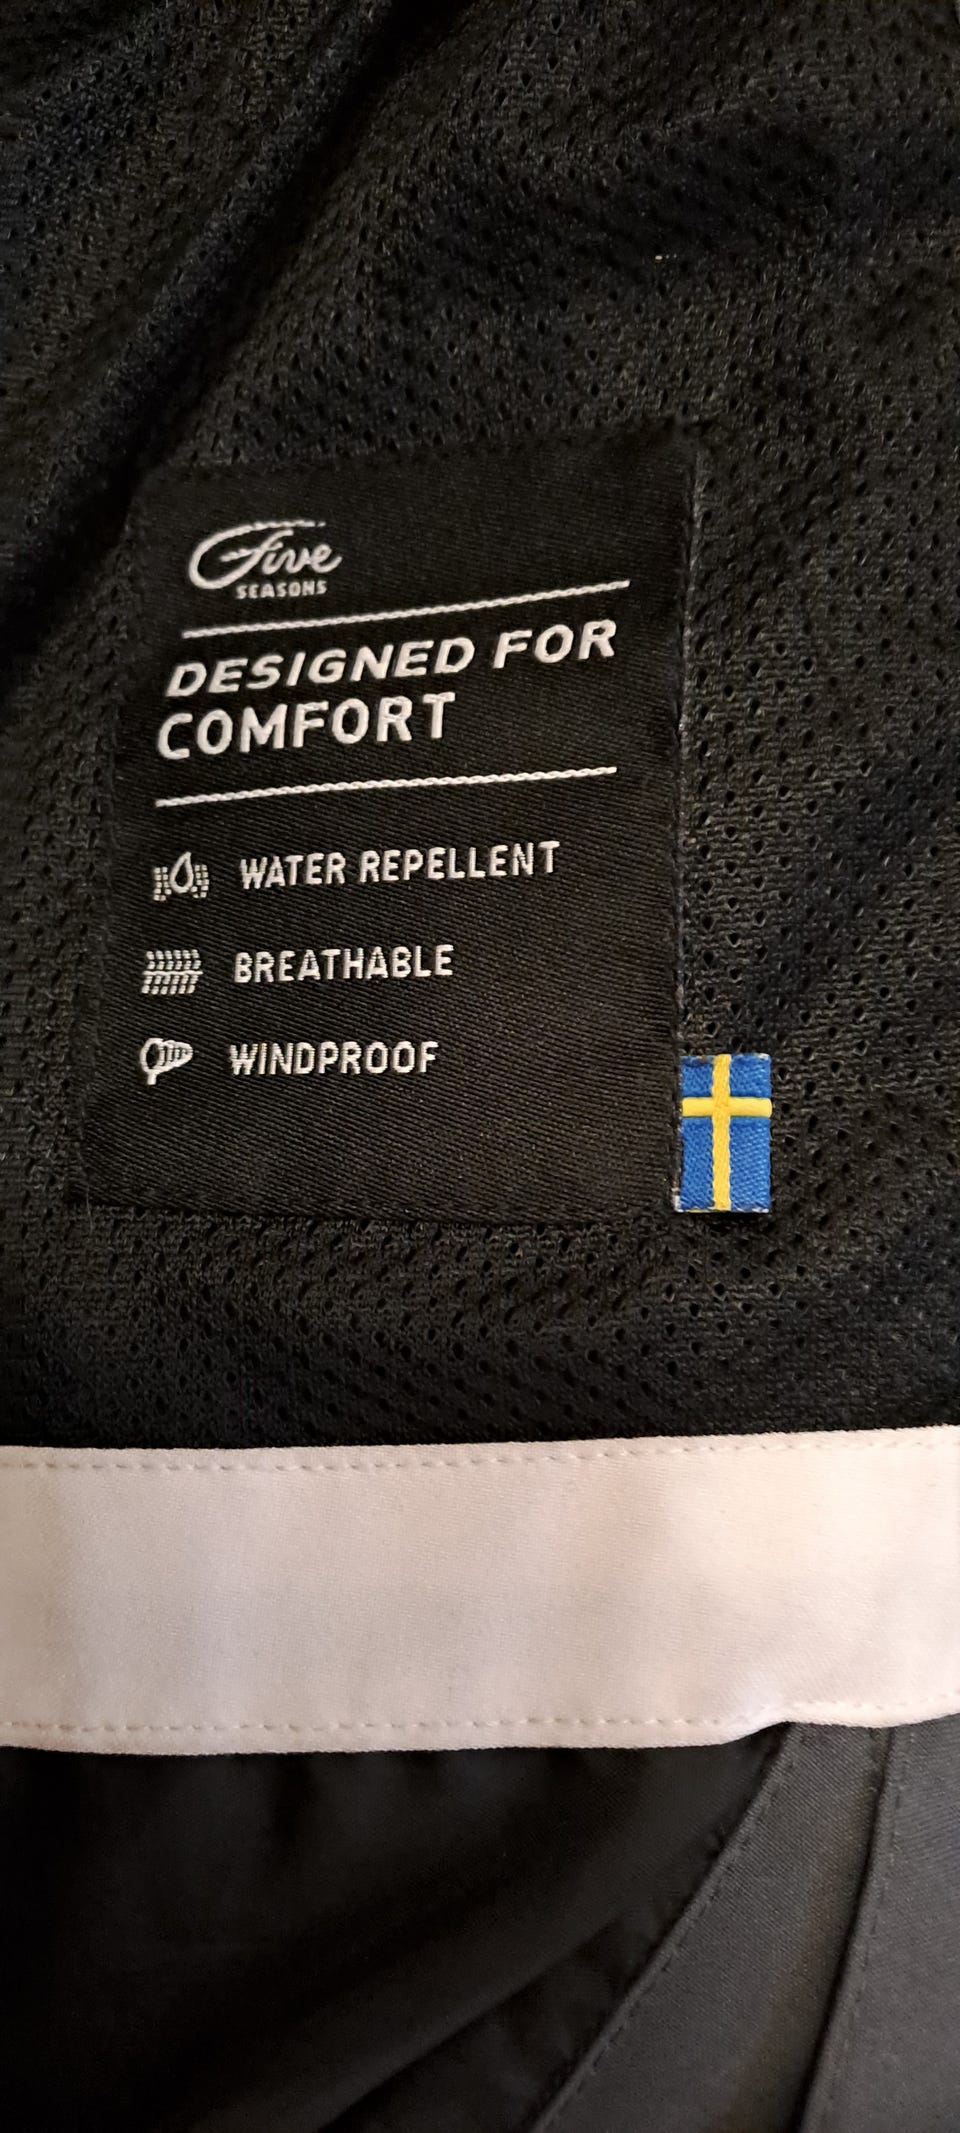 Five
SEASONS
DESIGNED FOR
COMFORT
WATER REPELLENT
BREATHABLE
WINDPROOF